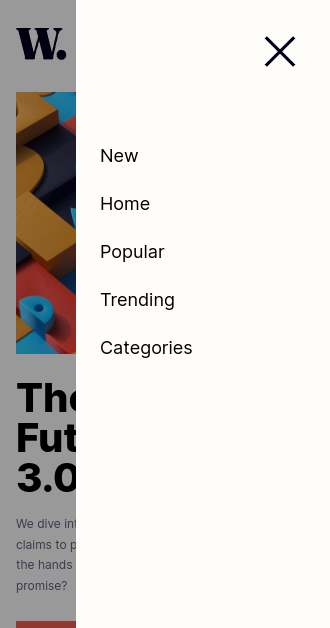 W.
New
Home
Popular
Trending
Categories
The
Fut
3.0
We dive int
claims to p
the hands
promise?